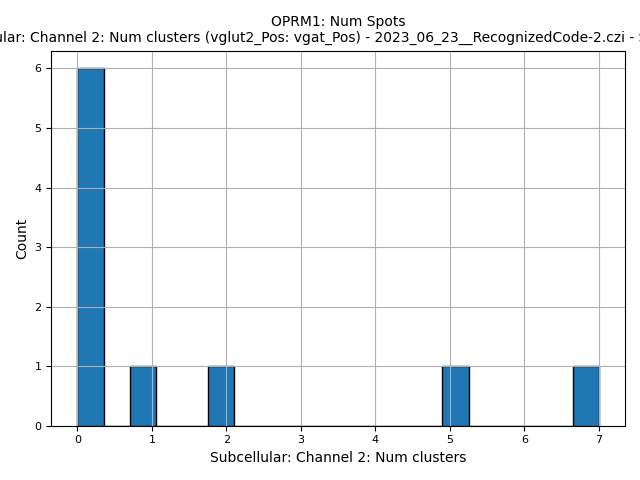 OPRM1: Num Spots
ular: Channel 2: Num clusters (vglut2_Pos: vgat_Pos) - 2023_06_23__RecognizedCode-2.czi -
6
5
4
3
2
1
0
Count
0 1 2 3 4 5 6 7
Subcellular: Channel 2: Num clusters